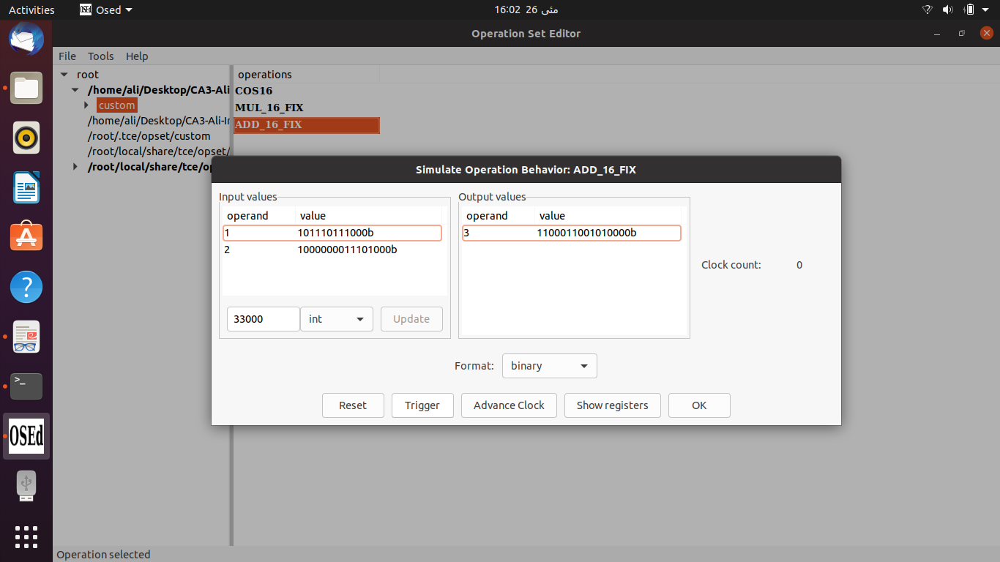 Activities Osed 16:02 26 مئی
Operation Set Editor
File Tools Help
root
/home/ali/Desktop/CA3-Ali
custom
/home/ali/Desktop/CA3-Ali-Ir
/root/.tce/opset/custom
/root/local/share/tce/opset/
/root/local/share/tce/op
operations
COS16
MUL_16_FIX
ADD_16_FIX
Simulate Operation Behavior: ADD_16_FIX
Input values
operand value
1 101110111000b
2 1000000011101000b
33000 int Update
Output values
operand value
3 1100011001010000b
Clock count: 0
Format: binary
Reset Trigger Advance Clock Show registers OK
>_
OSEd
Operation selected